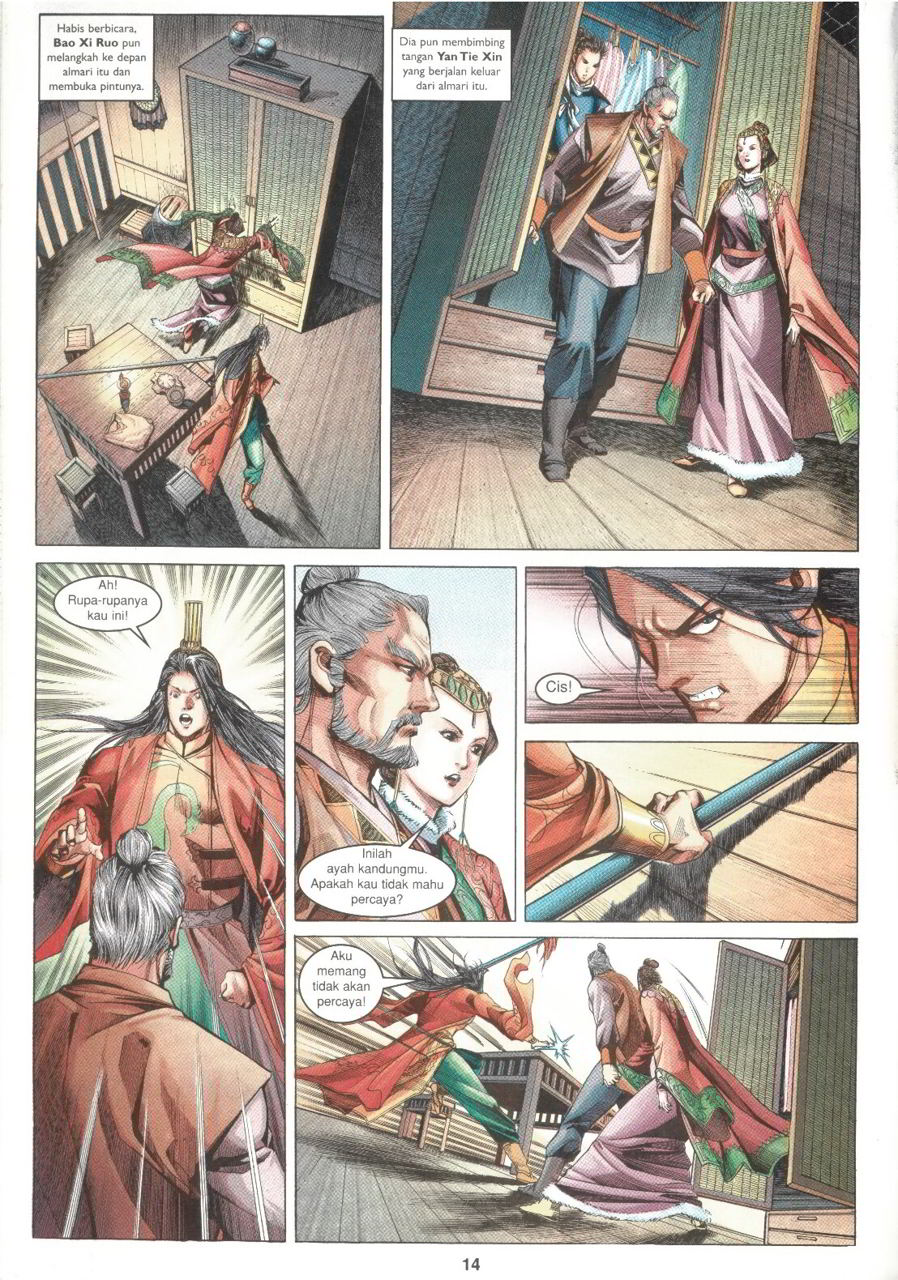 Habis berbicara,
Bao Xi Ruo pun
melangkah ke depan
almari itu dan
membuka pintunya.
Dia pun membimbing
tangan Yan Tie Xin
yang berjalan keluar
dari almari itu.
Ah!
Rupa-rupanya
kau ini!
Inilah
ayah kandungmu.
Apakah kau tidak mahu
percaya?
Cis!
Aku
memang
tidak akan
percaya!
14